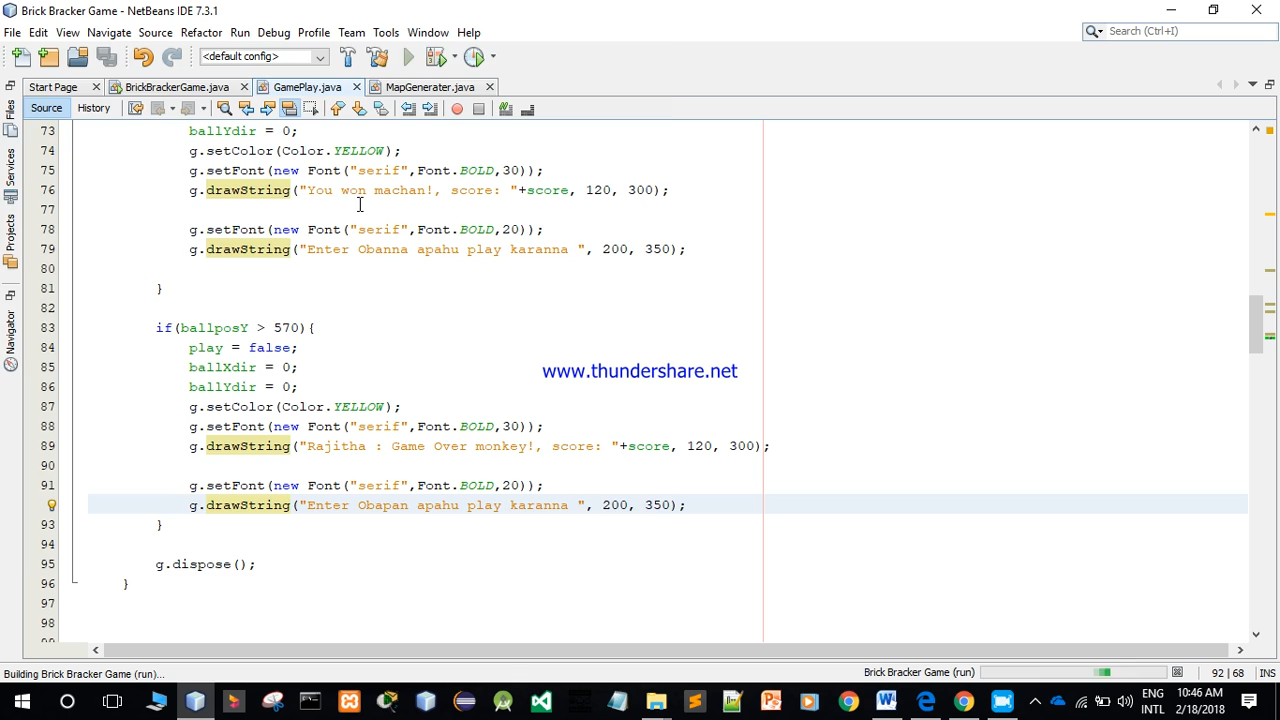 Brick Bracker Game - NetBeans IDE 7.3.1
File Edit View Navigate Source Refactor Run Debug Profile Team Tools Window Help
Search (Ctrl+I)
<default config>
Start Page BrickBrackerGame.java GamePlay.java MapGenerater.java
Source History
Files
Services
Projects
Navigator
73 ballYdir = 0;
74 g.setColor(Color.YELLOW);
75 g.setFont(new Font("serif",Font.BOLD,30));
76 g.drawString("You won machan!, score: "+score, 120, 300);
77
78 g.setFont(new Font("serif",Font.BOLD,20));
79 g.drawString("Enter Obanna apahu play karanna ", 200, 350);
80
81 }
82
83 if(ballposY > 570){
84 play = false;
85 ballXdir = 0;
86 ballYdir = 0;
87 g.setColor(Color.YELLOW);
88 g.setFont(new Font("serif",Font.BOLD,30));
89 g.drawString("Rajitha : Game Over monkey!, score: "+score, 120, 300);
90
91 g.setFont(new Font("serif",Font.BOLD,20));
g.drawString("Enter Obapan apahu play karanna ", 200, 350);
93 }
94
95 g.dispose();
96 }
97
98
www.thundershare.net
Building Brick Bracker Game (run)...
Brick Bracker Game (run)
92 | 68 INS
ENG
INTL
10:46 AM
2/18/2018